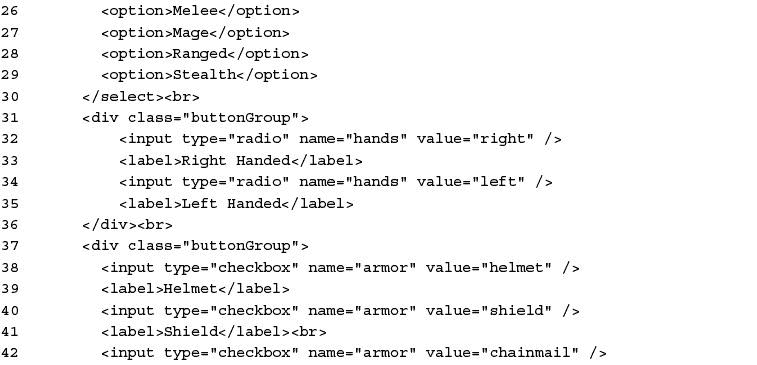 26         <option>Melee</option>
27         <option>Mage</option>
28         <option>Ranged</option>
29         <option>Stealth</option>
30       </select><br>
31       <div class="buttonGroup">
32           <input type="radio" name="hands" value="right" />
33           <label>Right Handed</label>
34           <input type="radio" name="hands" value="left" />
35           <label>Left Handed</label>
36       </div><br>
37       <div class="buttonGroup">
38         <input type="checkbox" name="armor" value="helmet" />
39         <label>Helmet</label>
40         <input type="checkbox" name="armor" value="shield" />
41         <label>Shield</label><br>
42         <input type="checkbox" name="armor" value="chainmail" />